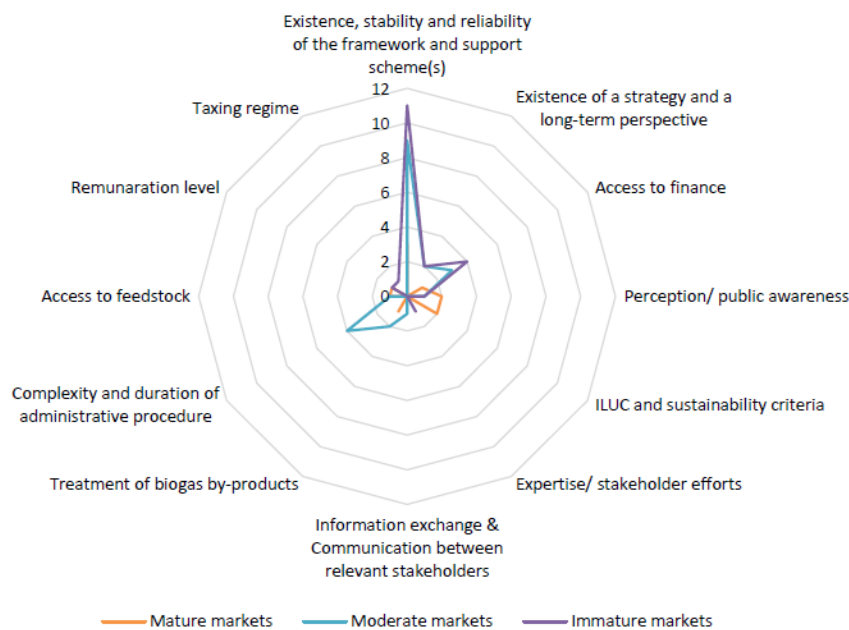 Existence, stability and reliability
of the framework and support
scheme(s)
Existence of a strategy and a
long-term perspective
Access to finance
Perception/ public awareness
ILUC and sustainability criteria
Expertise/ stakeholder efforts
Information exchange &
Communication between
relevant stakeholders
Treatment of biogas by-products
Complexity and duration of
administrative procedure
Access to feedstock
Remunaration level
Taxing regime
12
10
8
6
4
2
0
Mature markets
Moderate markets
Immature markets